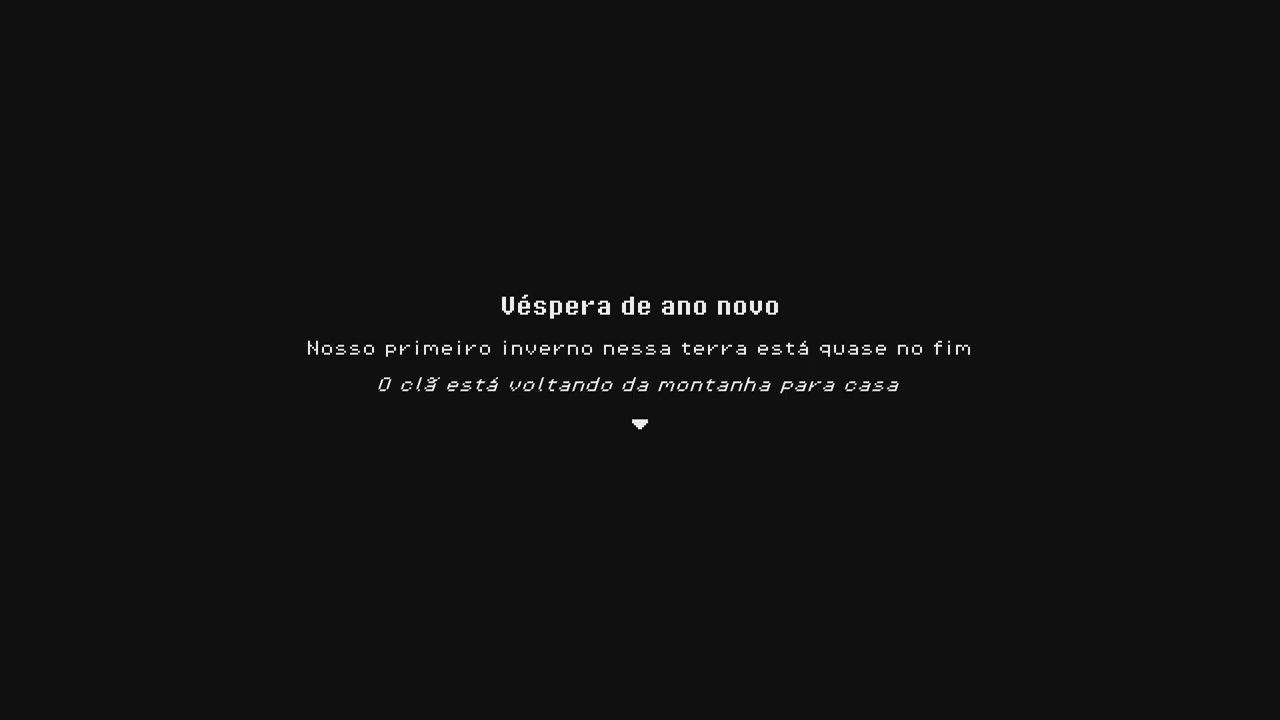 Véspera de ano novo
Nosso primeiro inverno nessa terra está quase no fim
O clã está voltando da montanha para casa